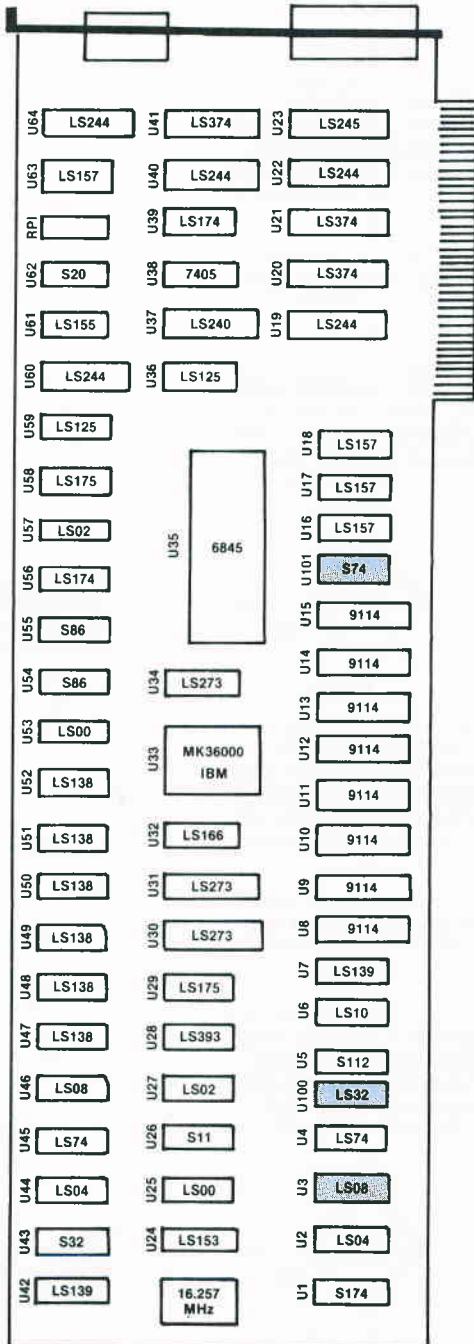 U64 LS244 U41 LS374 U23 LS245
U63 LS157 U40 LS244 U22 LS244
RPI U39 LS174 U21 LS374
U62 S20 U38 7405 U20 LS374
U61 LS155 U37 LS240 U19 LS244
U60 LS244 U36 LS125
U59 LS125 U18 LS157
U58 LS175 U17 LS157
U57 LS02 U35 6845 U16 LS157
U56 LS174 U101 S74
U55 S86 U15 9114
U54 S86 U34 LS273 U14 9114
U53 LS00 U13 9114
U33 MK36000 U12 9114
IBM
U52 LS138 U11 9114
U51 LS138 U32 LS166 U10 9114
U50 LS138 U31 LS273 U9 9114
U49 LS138 U30 LS273 U8 9114
U48 LS138 U29 LS175 U7 LS139
U47 LS138 U28 LS393 U6 LS10
U5 S112
U46 LS08 U27 LS02 U100 LS32
U45 LS74 U26 S11 U4 LS74
U44 LS04 U25 LS00 U3 LS08
U43 S32 U24 LS153 U2 LS04
U42 LS139 16.257 U1 S174
MHz